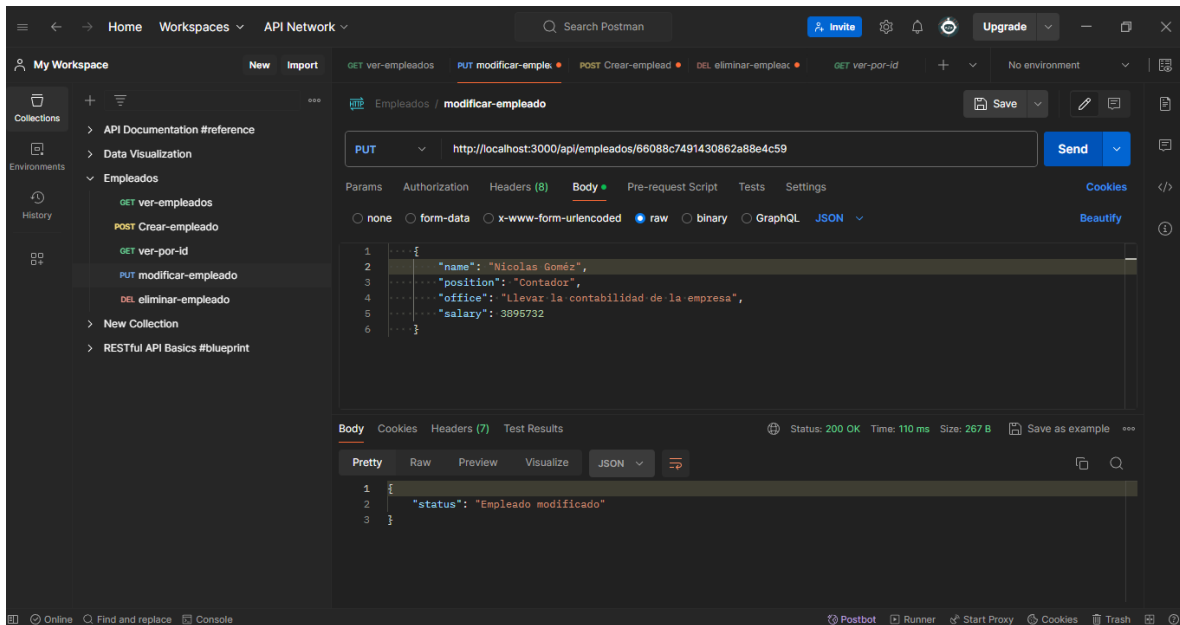 Home Workspaces API Network Search Postman Invite Upgrade
My Workspace New Import GET ver-empleados PUT modificar-emple POST Crear-emplead DEL eliminar-empleac GET ver-por-id No environment
Collections
Environments
History
API Documentation #reference
Data Visualization
Empleados
GET ver-empleados
POST Crear-empleado
GET ver-por-id
PUT modificar-empleado
DEL eliminar-empleado
New Collection
RESTful API Basics #blueprint
HTTP Empleados / modificar-empleado Save
PUT http://localhost:3000/api/empleados/66088c7491430862a88e4c59 Send
Params Authorization Headers (8) Body Pre-request Script Tests Settings Cookies
none form-data x-www-form-urlencoded raw binary GraphQL JSON Beautify
1 {
2 "name": "Nicolas Goméz",
3 "position": "Contador",
4 "office": "Llevar la contabilidad de la empresa",
5 "salary": 3895732
6 }
Body Cookies Headers (7) Test Results Status: 200 OK Time: 110 ms Size: 267 B Save as example
Pretty Raw Preview Visualize JSON
1 {
2 "status": "Empleado modificado"
3 }
Online Find and replace Console Postbot Runner Start Proxy Cookies Trash